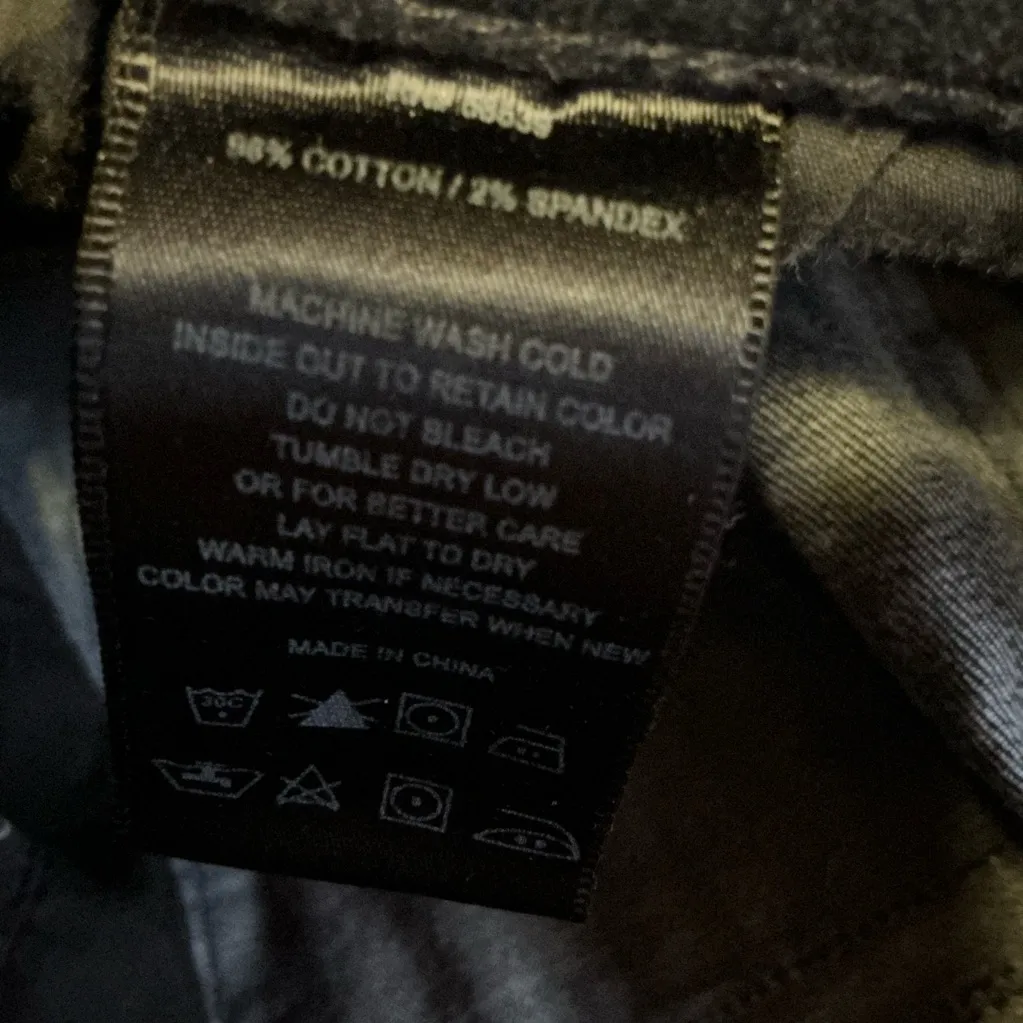 98% COTTON / 2% SPANDEX
MACHINE WASH COLD
INSIDE OUT TO RETAIN COLOR
DO NOT BLEACH
TUMBLE DRY LOW
OR FOR BETTER CARE
LAY FLAT TO DRY
WARM IRON IF NECESSARY
COLOR MAY TRANSFER WHEN NEW
MADE IN CHINA
30C